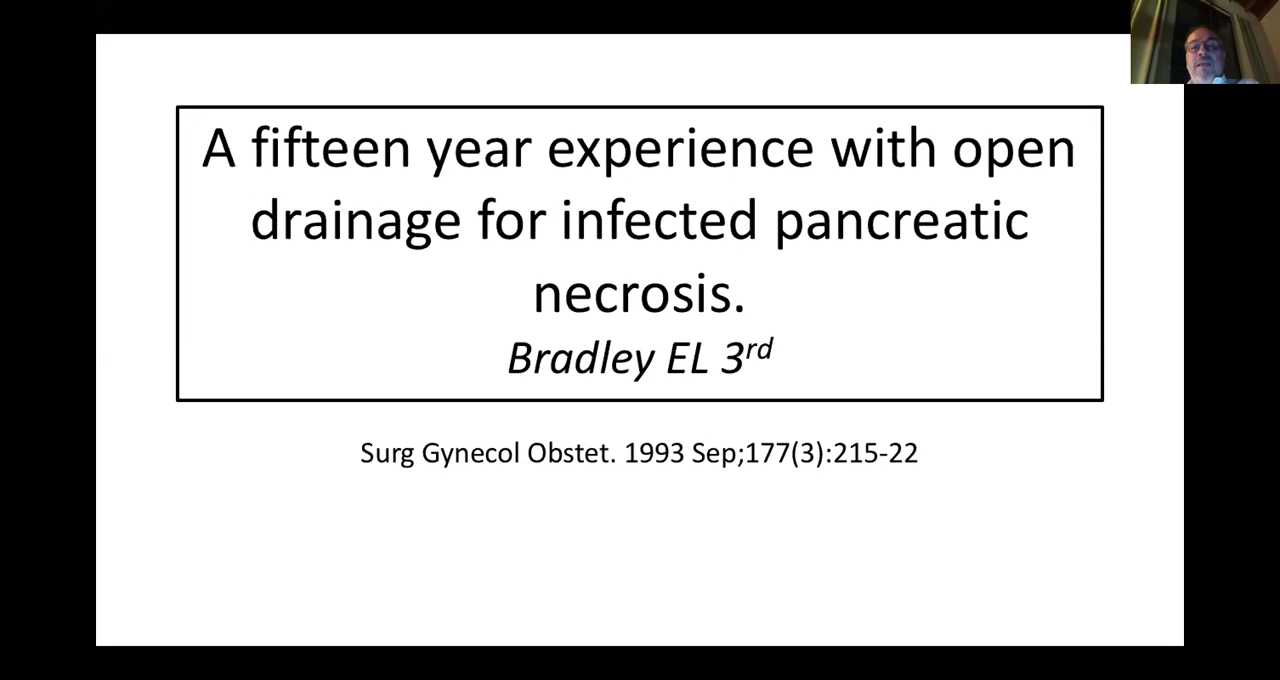 A fifteen year experience with open
drainage for infected pancreatic
necrosis.
Bradley EL 3rd
Surg Gynecol Obstet. 1993 Sep;177(3):215-22